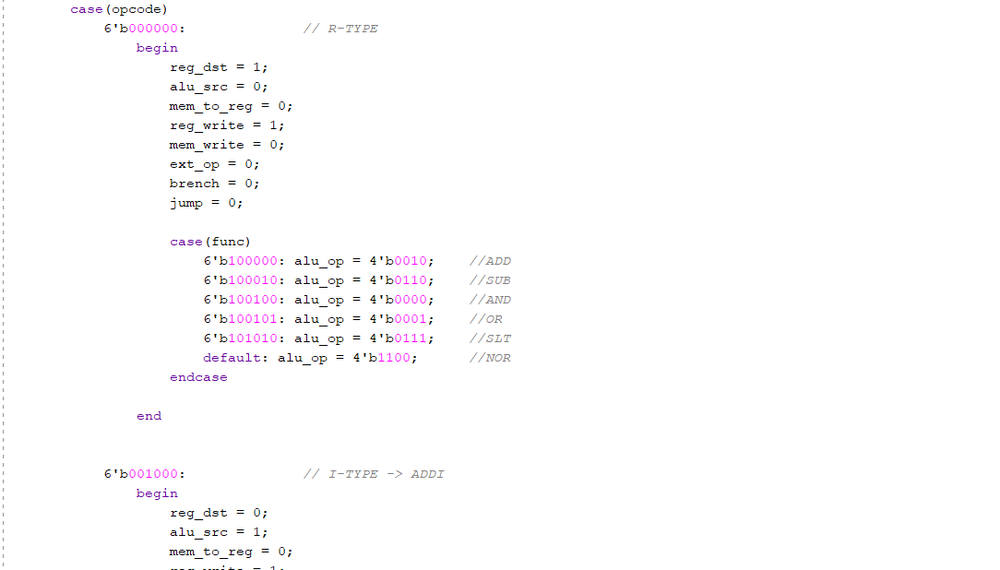 case(opcode)
6'b000000: // R-TYPE
begin
reg_dst = 1;
alu_src = 0;
mem_to_reg = 0;
reg_write = 1;
mem_write = 0;
ext_op = 0;
brench = 0;
jump = 0;
case(func)
6'b100000: alu_op = 4'b0010; //ADD
6'b100010: alu_op = 4'b0110; //SUB
6'b100100: alu_op = 4'b0000; //AND
6'b100101: alu_op = 4'b0001; //OR
6'b101010: alu_op = 4'b0111; //SLT
default: alu_op = 4'b1100; //NOR
endcase
end
6'b001000: // I-TYPE -> ADDI
begin
reg_dst = 0;
alu_src = 1;
mem_to_reg = 0;